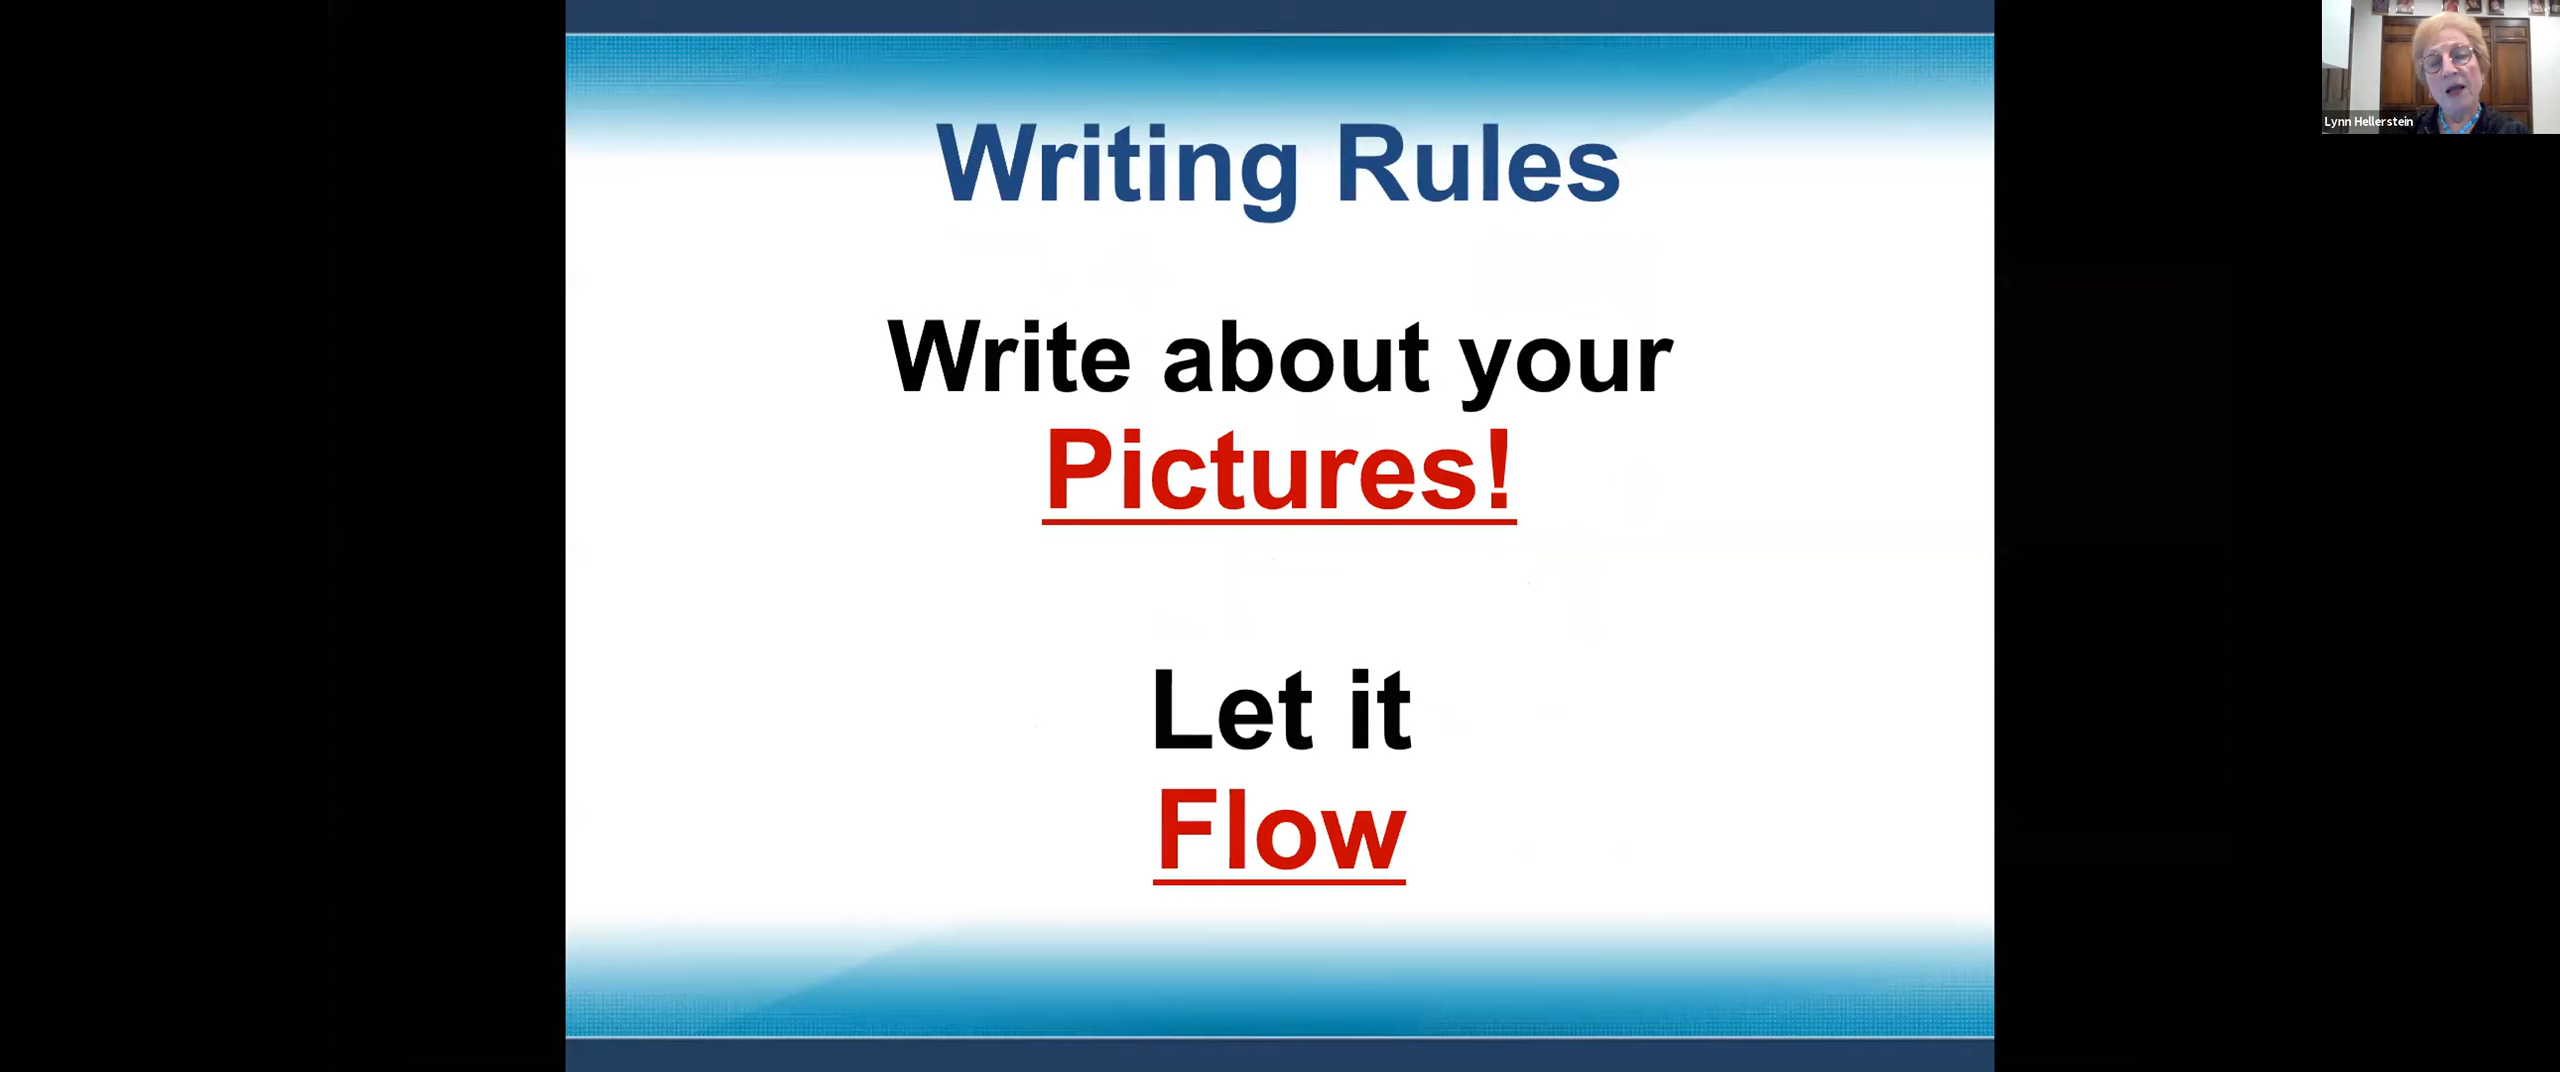 Writing Rules
Write about your
Pictures!
Let it
Flow
Lynn Hellerstein